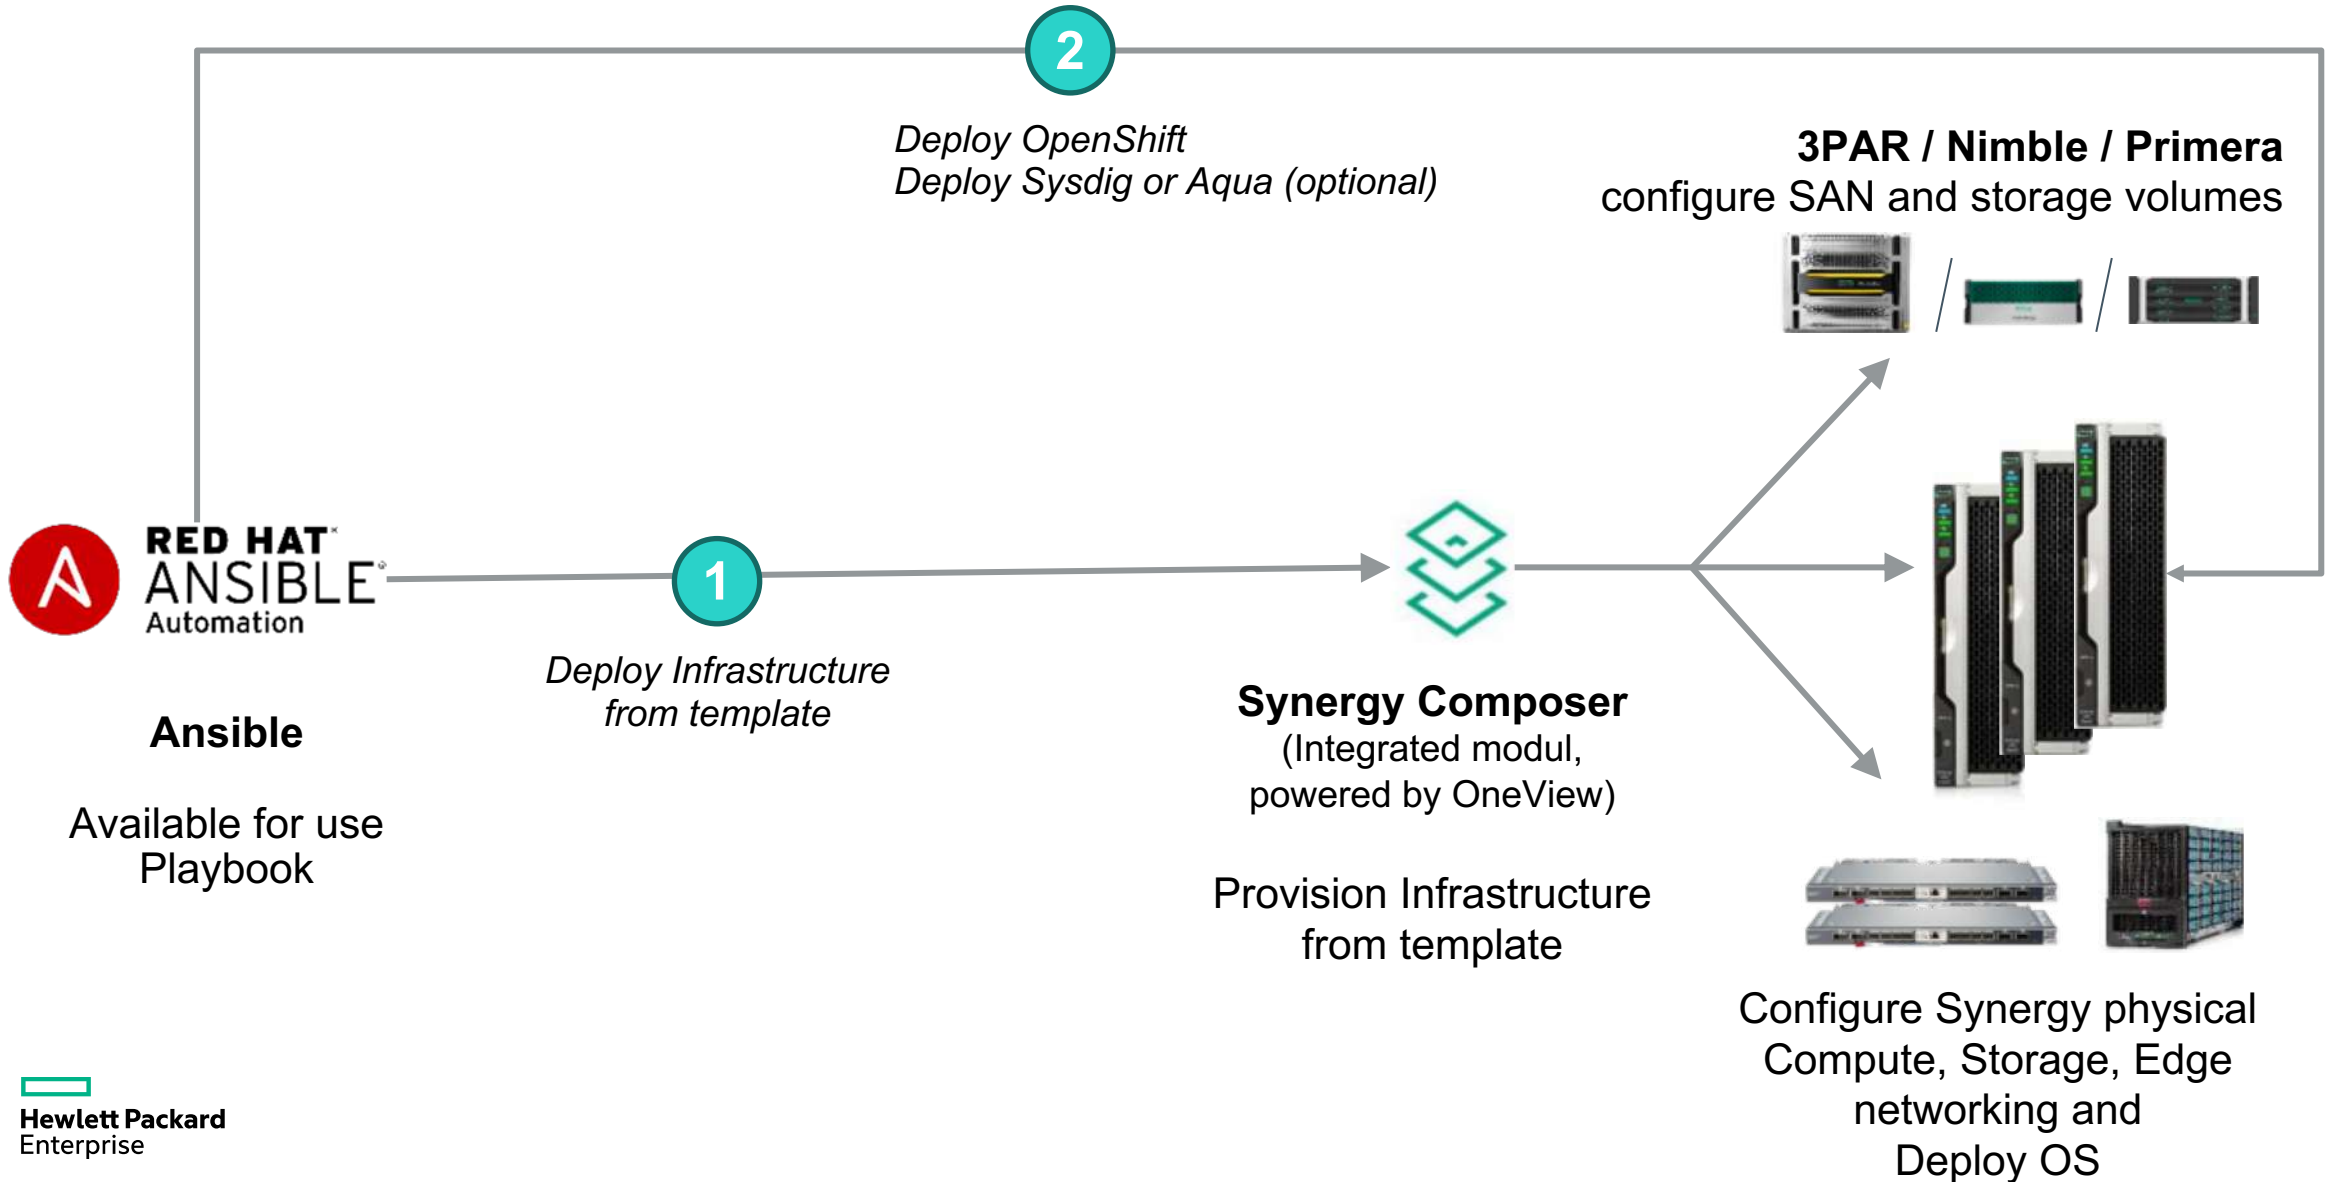 2
Deploy OpenShift
Deploy Sysdig or Aqua (optional)
3PAR / Nimble / Primera
configure SAN and storage volumes
RED HAT
ANSIBLE
Automation
1
Deploy Infrastructure
from template
Ansible
Available for use
Playbook
Synergy Composer
(Integrated modul,
powered by OneView)
Provision Infrastructure
from template
Configure Synergy physical
Compute, Storage, Edge
networking and
Deploy OS
Hewlett Packard
Enterprise